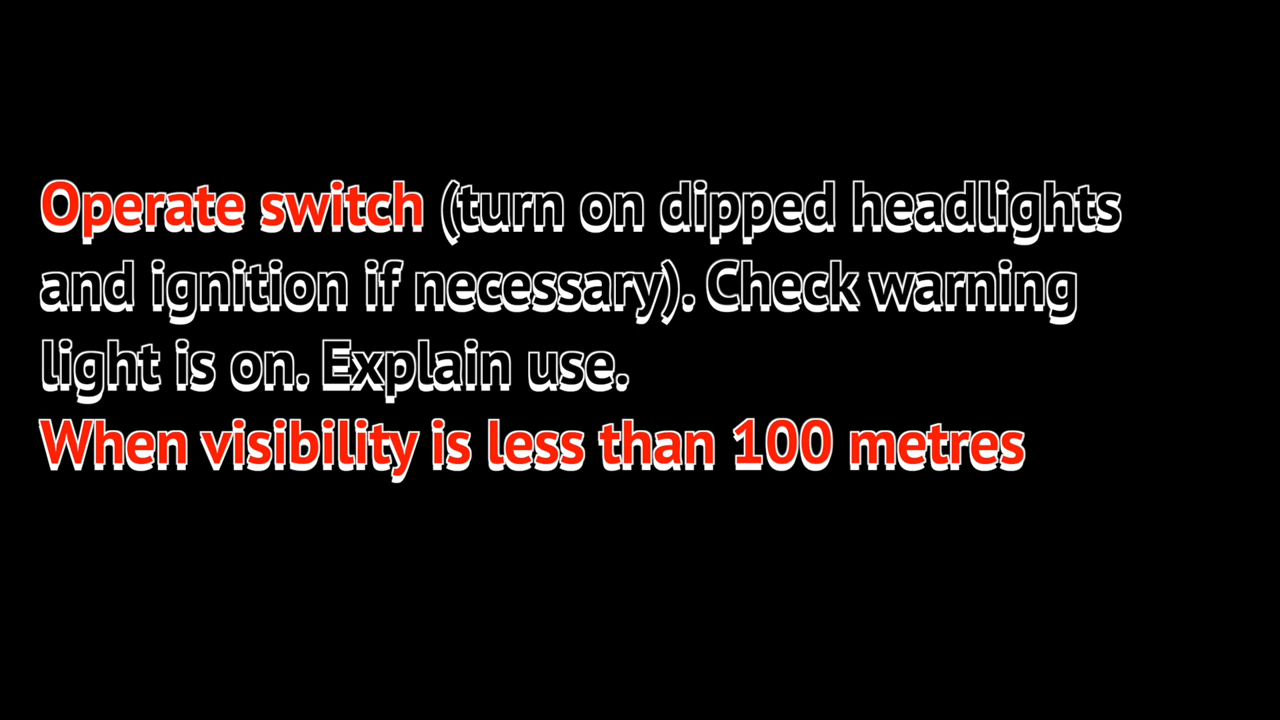 Operate switch (turn on dipped headlights
and ignition if necessary). Check warning
light is on. Explain use.
When visibility is less than 100 metres